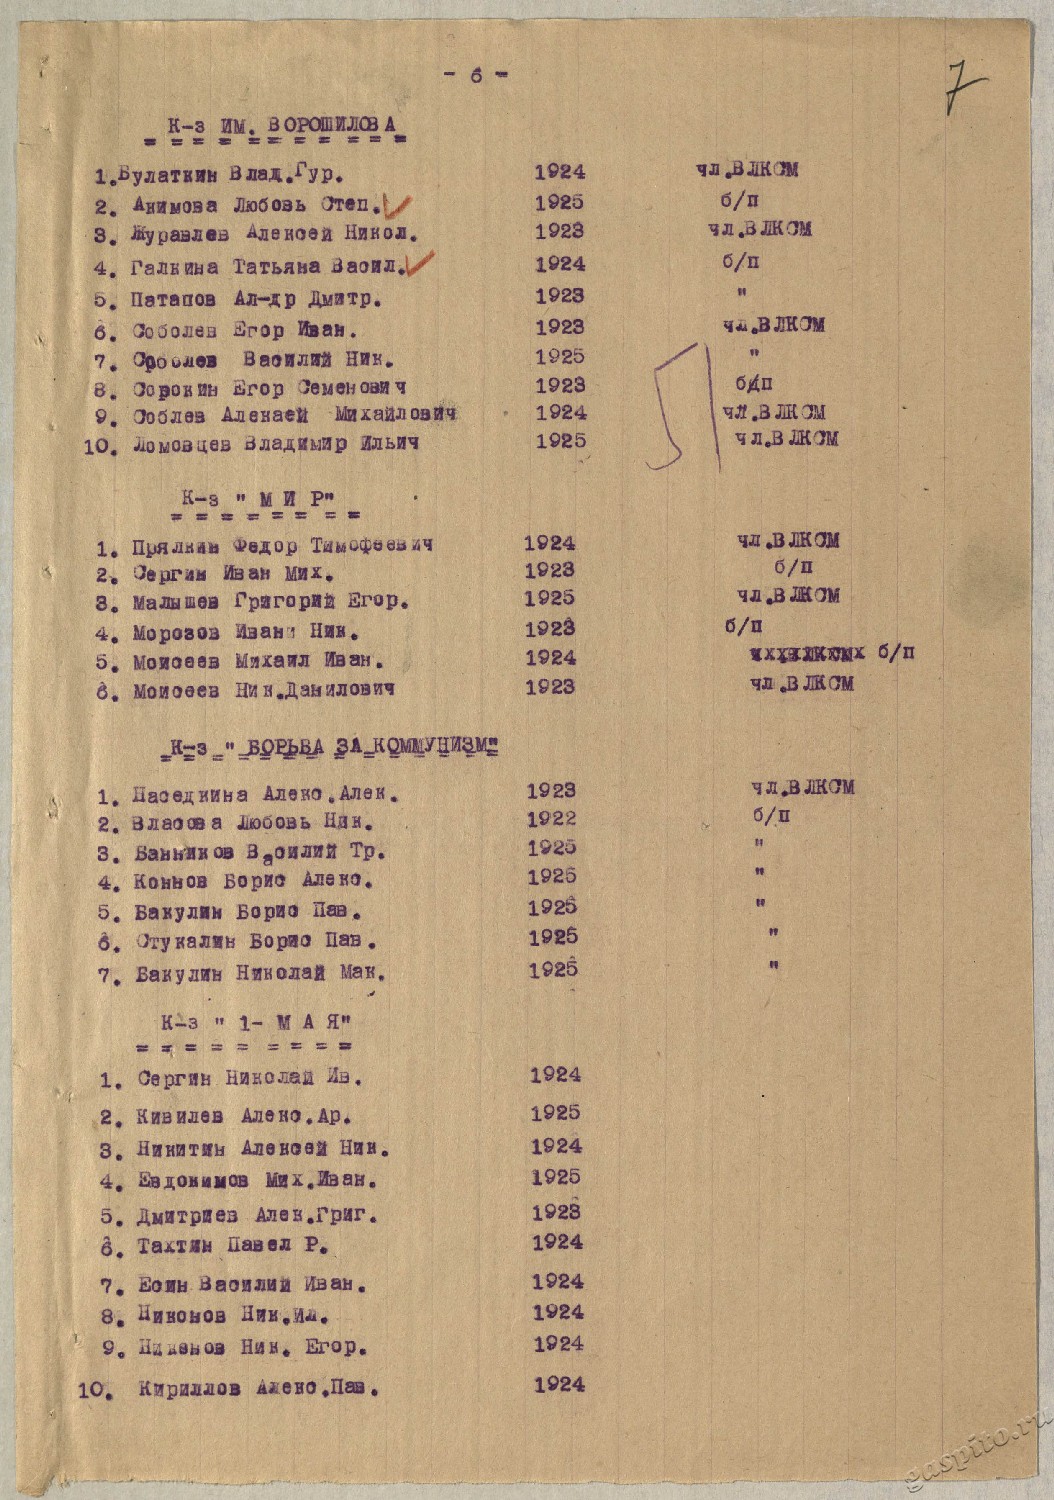 - 6 -
7
К-з ИМ. ВОРОШИЛОВА
1. Булаткин Влад.Гур. 1924 чл.ВЛКСМ
2. Акимова Любовь Степ. 1925 б/п
3. Журавлев Алексей Никол. 1923 чл.ВЛКСМ
4. Галкина Татьяна Васил. 1924 б/п
5. Патапов Ал-др Дмитр. 1923 "
6. Соболев Егор Иван. 1923 чл.ВЛКСМ
7. Соболев Василий Ник. 1925 "
8. Сорокин Егор Семенович 1923 б/п
9. Соблев Алекаей Михайлович 1924 чл.ВЛКСМ
10. Ломовцев Владимир Ильич 1925 чл.ВЛКСМ
К-з " М И Р"
1. Прялкин Федор Тимофеевич 1924 чл.ВЛКСМ
2. Сергин Иван Мих. 1923 б/п
3. Малышев Григорий Егор. 1925 чл.ВЛКСМ
4. Морозов Ивани Ник. 1923 б/п
5. Моисеев Михаил Иван. 1924 б/п
6. Моисеев Ник.Данилович 1923 чл.ВЛКСМ
К-з " БОРЬБА ЗА КОММУНИЗМ"
1. Паседкина Алекс.Алек. 1923 чл.ВЛКСМ
2. Власова Любовь Ник. 1922 б/п
3. Банников Василий Тр. 1925 "
4. Коннов Борис Алекс. 1925 "
5. Бакулин Борис Пав. 1925 "
6. Стукалин Борис Пав. 1925 "
7. Бакулин Николай Мак. 1925 "
К-з " 1- М А Я"
1. Сергин Николай Ив. 1924
2. Кивилев Алекс.Ар. 1925
3. Никитин Алексей Ник. 1924
4. Евдокимов Мих.Иван. 1925
5. Дмитриев Алек.Григ. 1923
6. Тахтин Павел Р. 1924
7. Есин Василий Иван. 1924
8. Никонов Ник.Ил. 1924
9. Ник. Егор. 1924
10. Кириллов Алекс.Пав. 1924
gaspito.ru